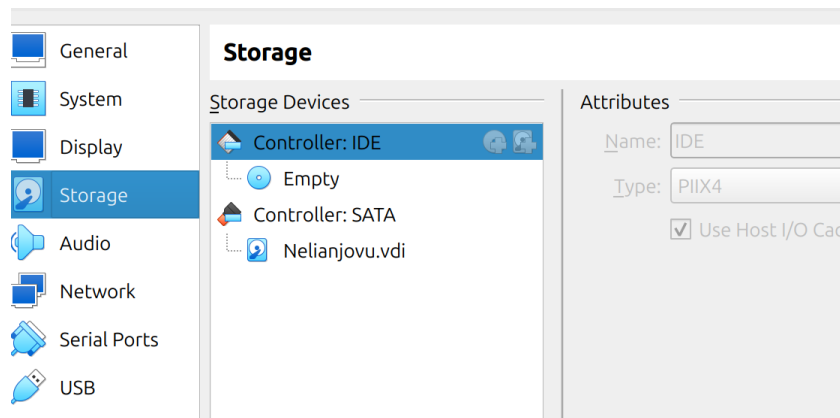 General
System
Display
Storage
Audio
Network
Serial Ports
USB
Storage
Storage Devices
Controller: IDE
Empty
Controller: SATA
Nelianjovu.vdi
Attributes
Name: IDE
Type: PIIX4
Use Host I/O Cac